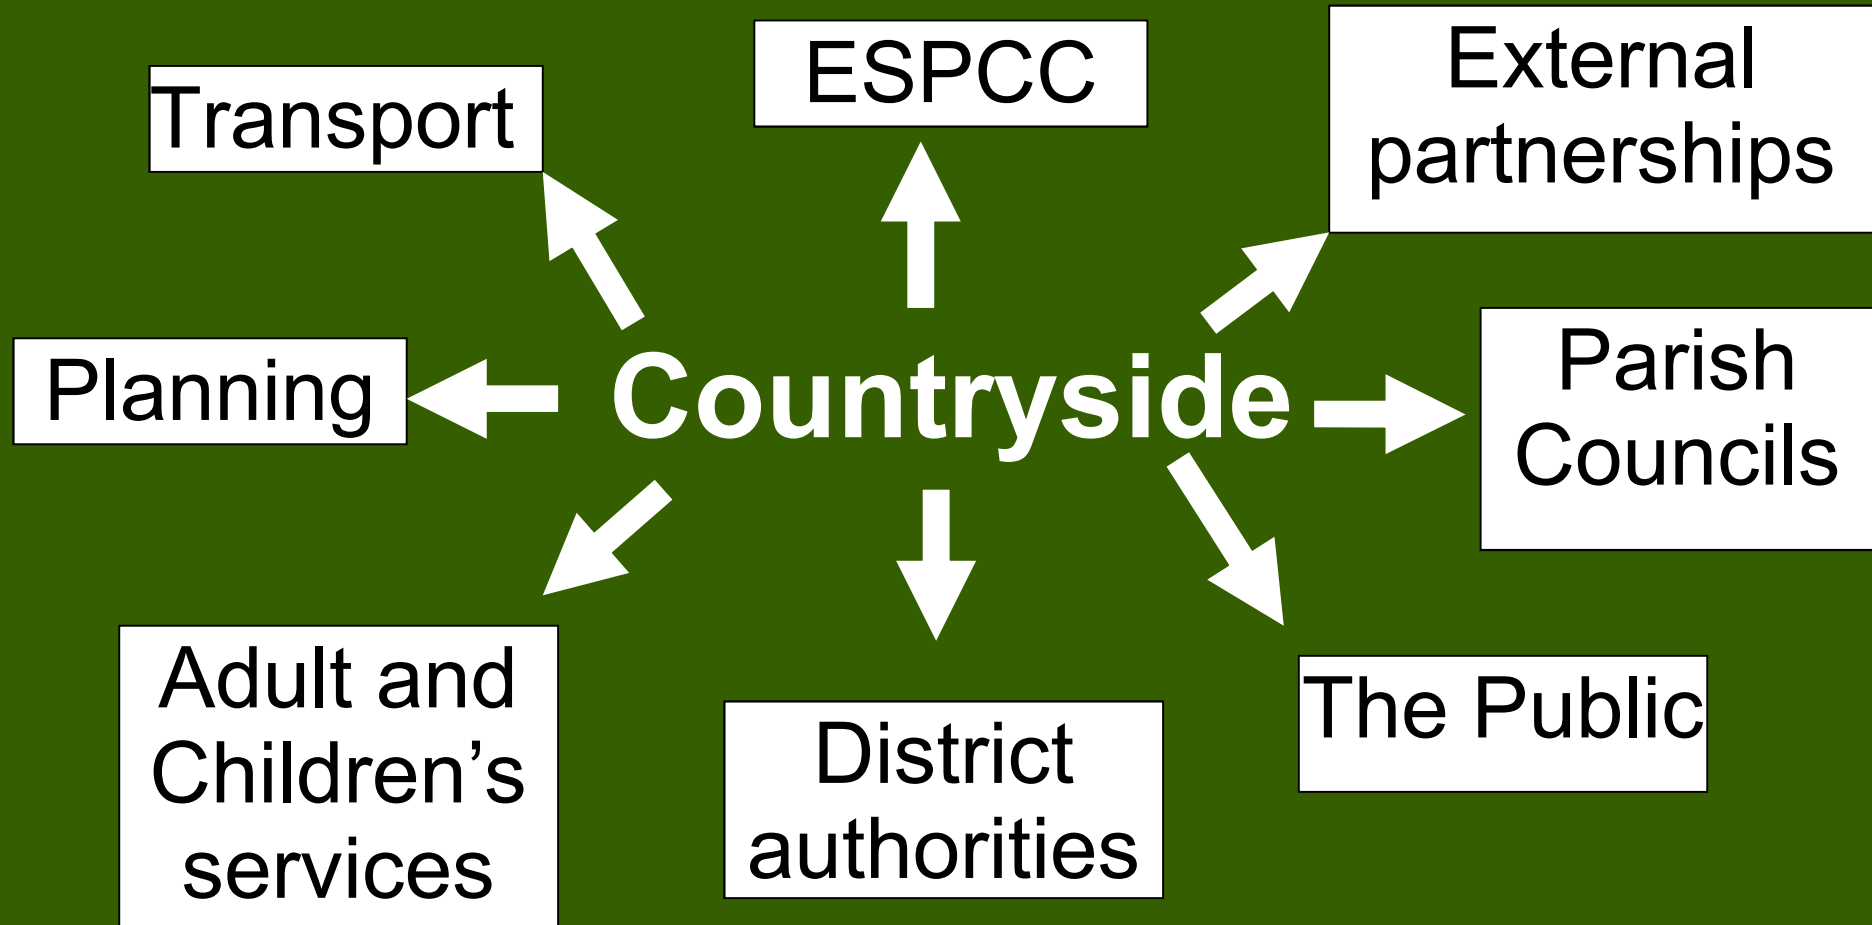 Transport
ESPCC
External
partnerships
Planning
Countryside
Parish
Councils
Adult and
Children’s
services
District
authorities
The Public